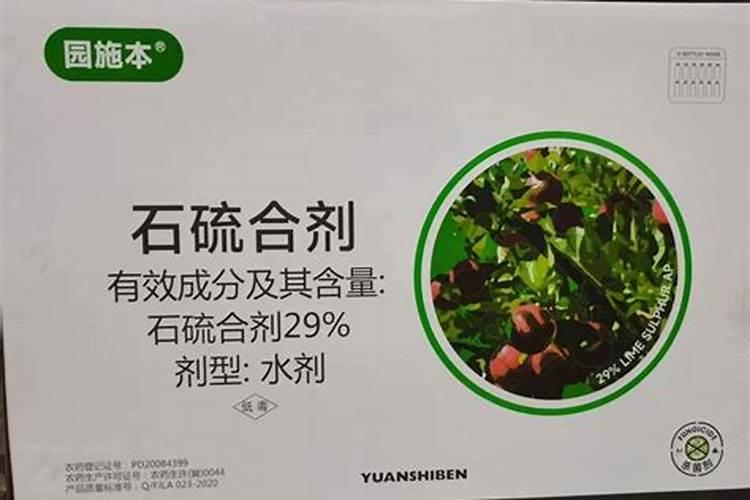 园施本®
12 BOTTLES INSIDE
石硫合剂
有效成分及其含量:
石硫合剂29%
剂型: 水剂
低毒
29% LIME SULPHUR AP
农药登记证号: PD20084399
农药生产许可证号: 农药生许(冀)0044
产品质量标准号: Q/FJLA 023-2020
YUANSHIBEN
FUNGICIDE
杀菌剂